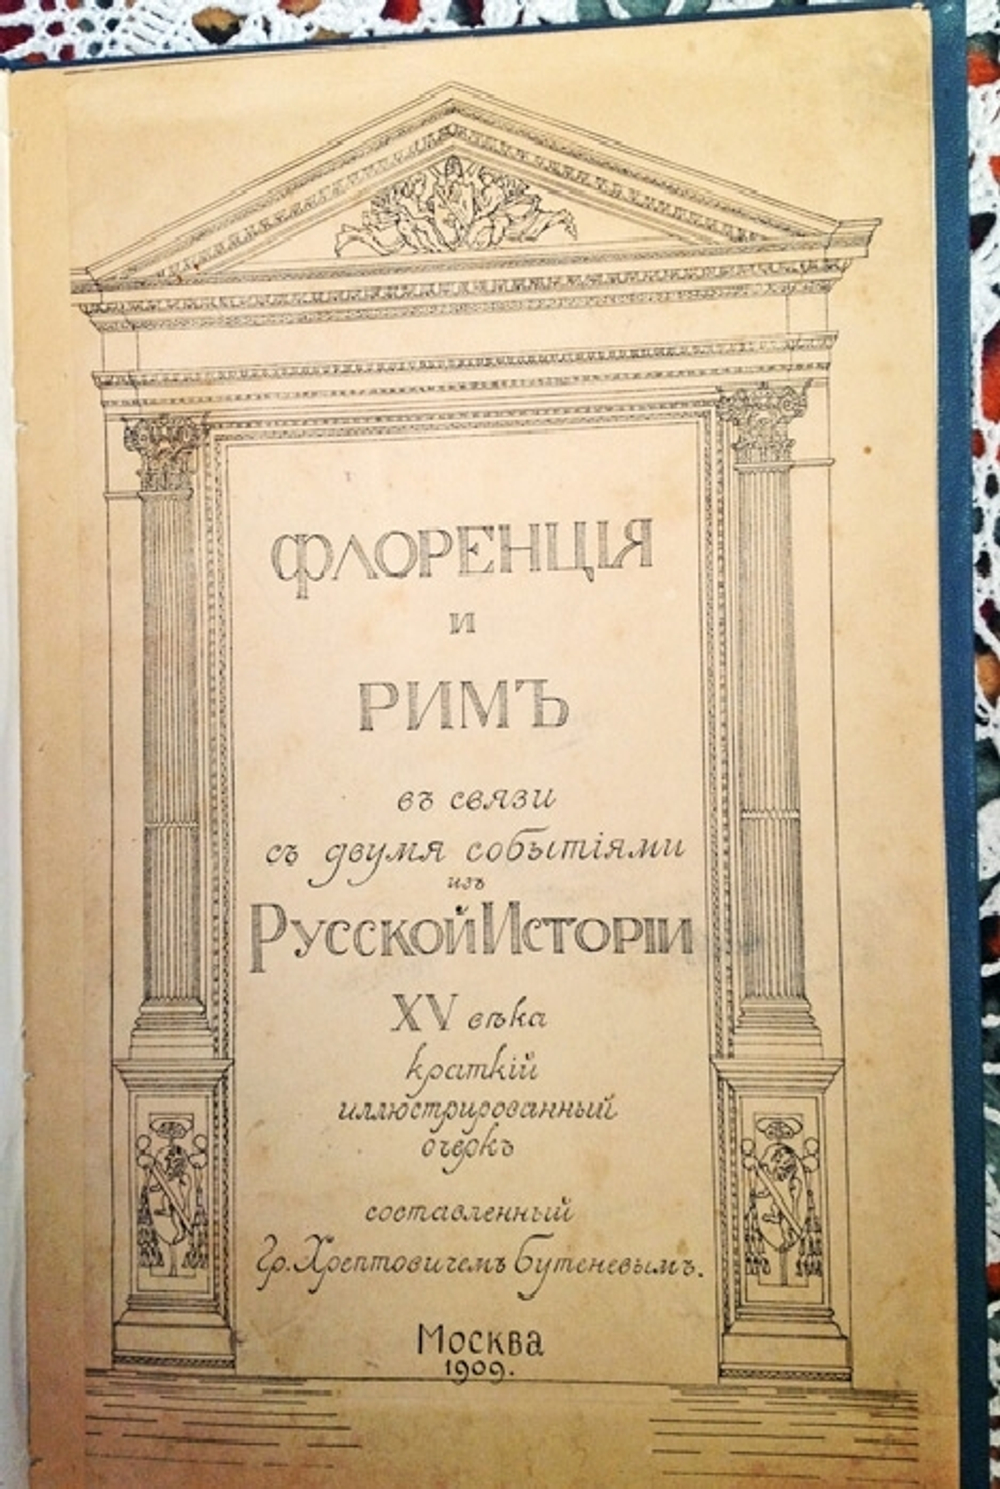 ФЛОРЕНЦІЯ
и
РИМЪ
въ связи
съ двумя событіями
изъ
Русской Исторіи
XV вѣка
краткій
иллюстрированный
очеркъ
составленный
Гр. Хрептовичемъ Бутеневымъ.
Москва
1909.